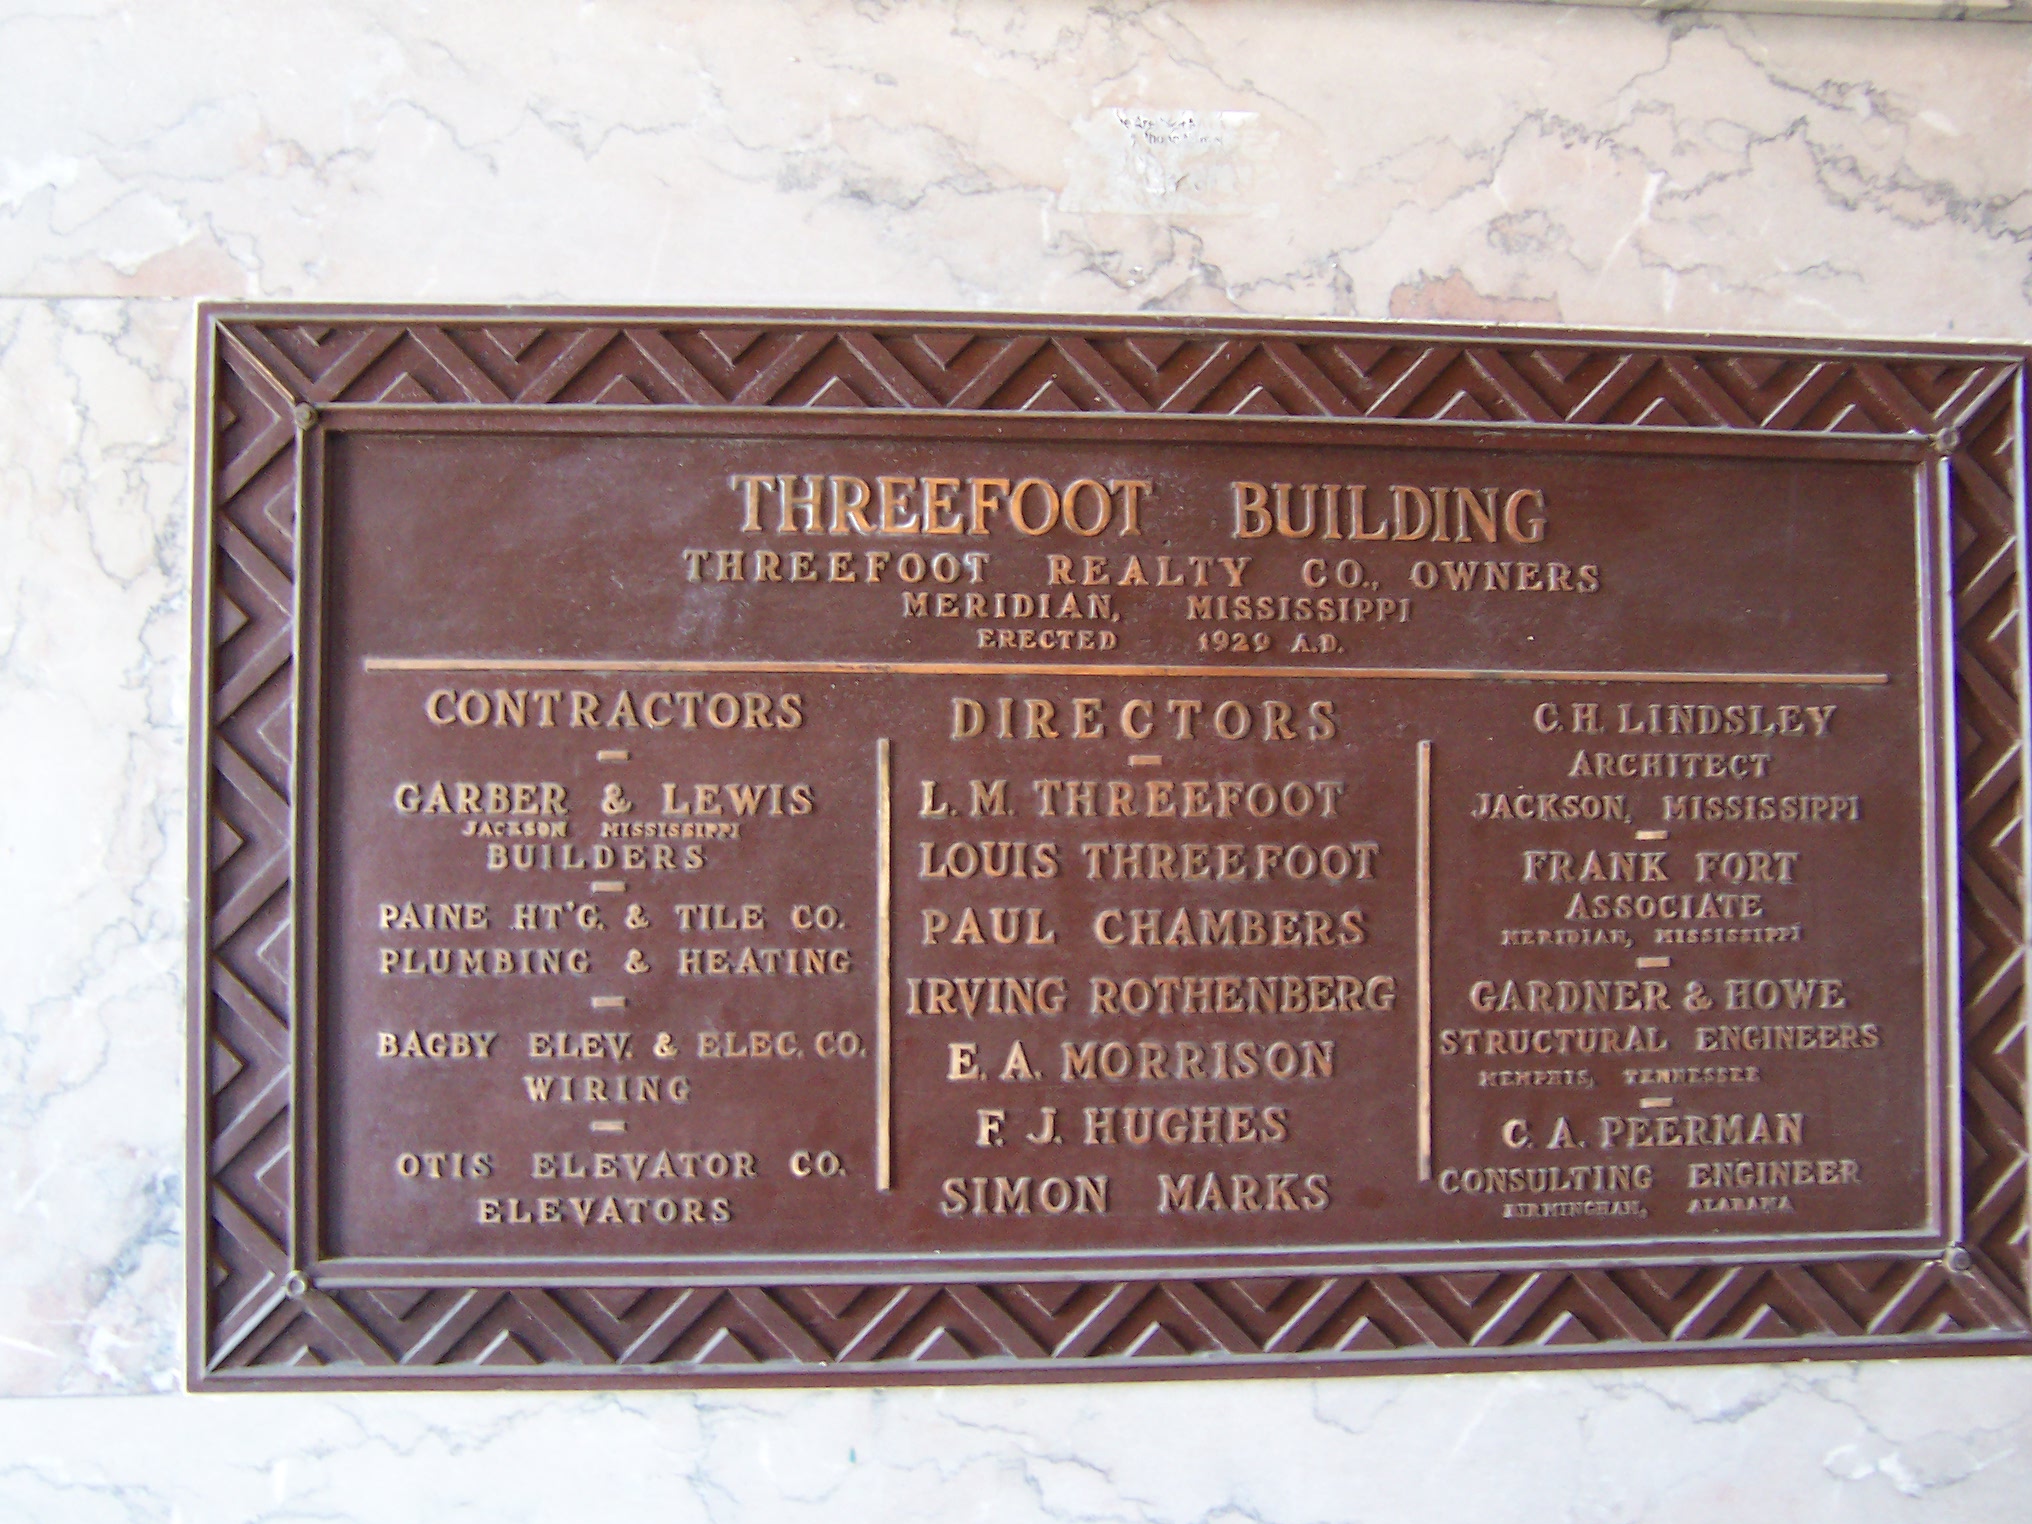 THREEFOOT BUILDING
THREEFOOT REALTY CO., OWNERS
MERIDIAN, MISSISSIPPI
ERECTED 1929 A.D.
CONTRACTORS
GARBER & LEWIS
JACKSON MISSISSIPPI
BUILDERS
PAINE HT'G. & TILE CO.
PLUMBING & HEATING
BAGBY ELEV. & ELEC. CO.
WIRING
OTIS ELEVATOR CO.
ELEVATORS
DIRECTORS
L. M. THREEFOOT
LOUIS THREEFOOT
PAUL CHAMBERS
IRVING ROTHENBERG
E. A. MORRISON
F. J. HUGHES
SIMON MARKS
C. H. LINDSLEY
ARCHITECT
JACKSON, MISSISSIPPI
FRANK FORT
ASSOCIATE
MERIDIAN, MISSISSIPPI
GARDNER & HOWE
STRUCTURAL ENGINEERS
MEMPHIS, TENNESSEE
C. A. PEERMAN
CONSULTING ENGINEER
BIRMINGHAM, ALABAMA